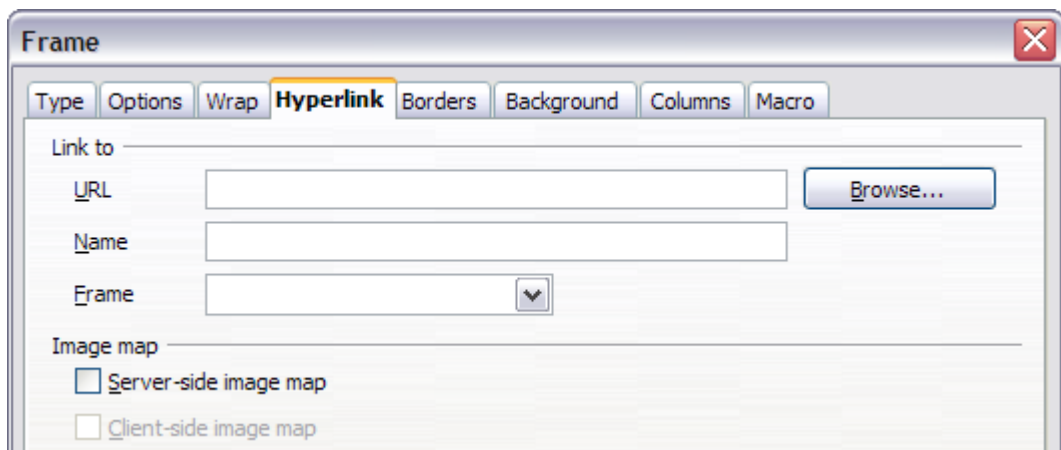 Frame
Type Options Wrap Hyperlink Borders Background Columns Macro
Link to
URL Browse...
Name
Frame
Image map
Server-side image map
Client-side image map